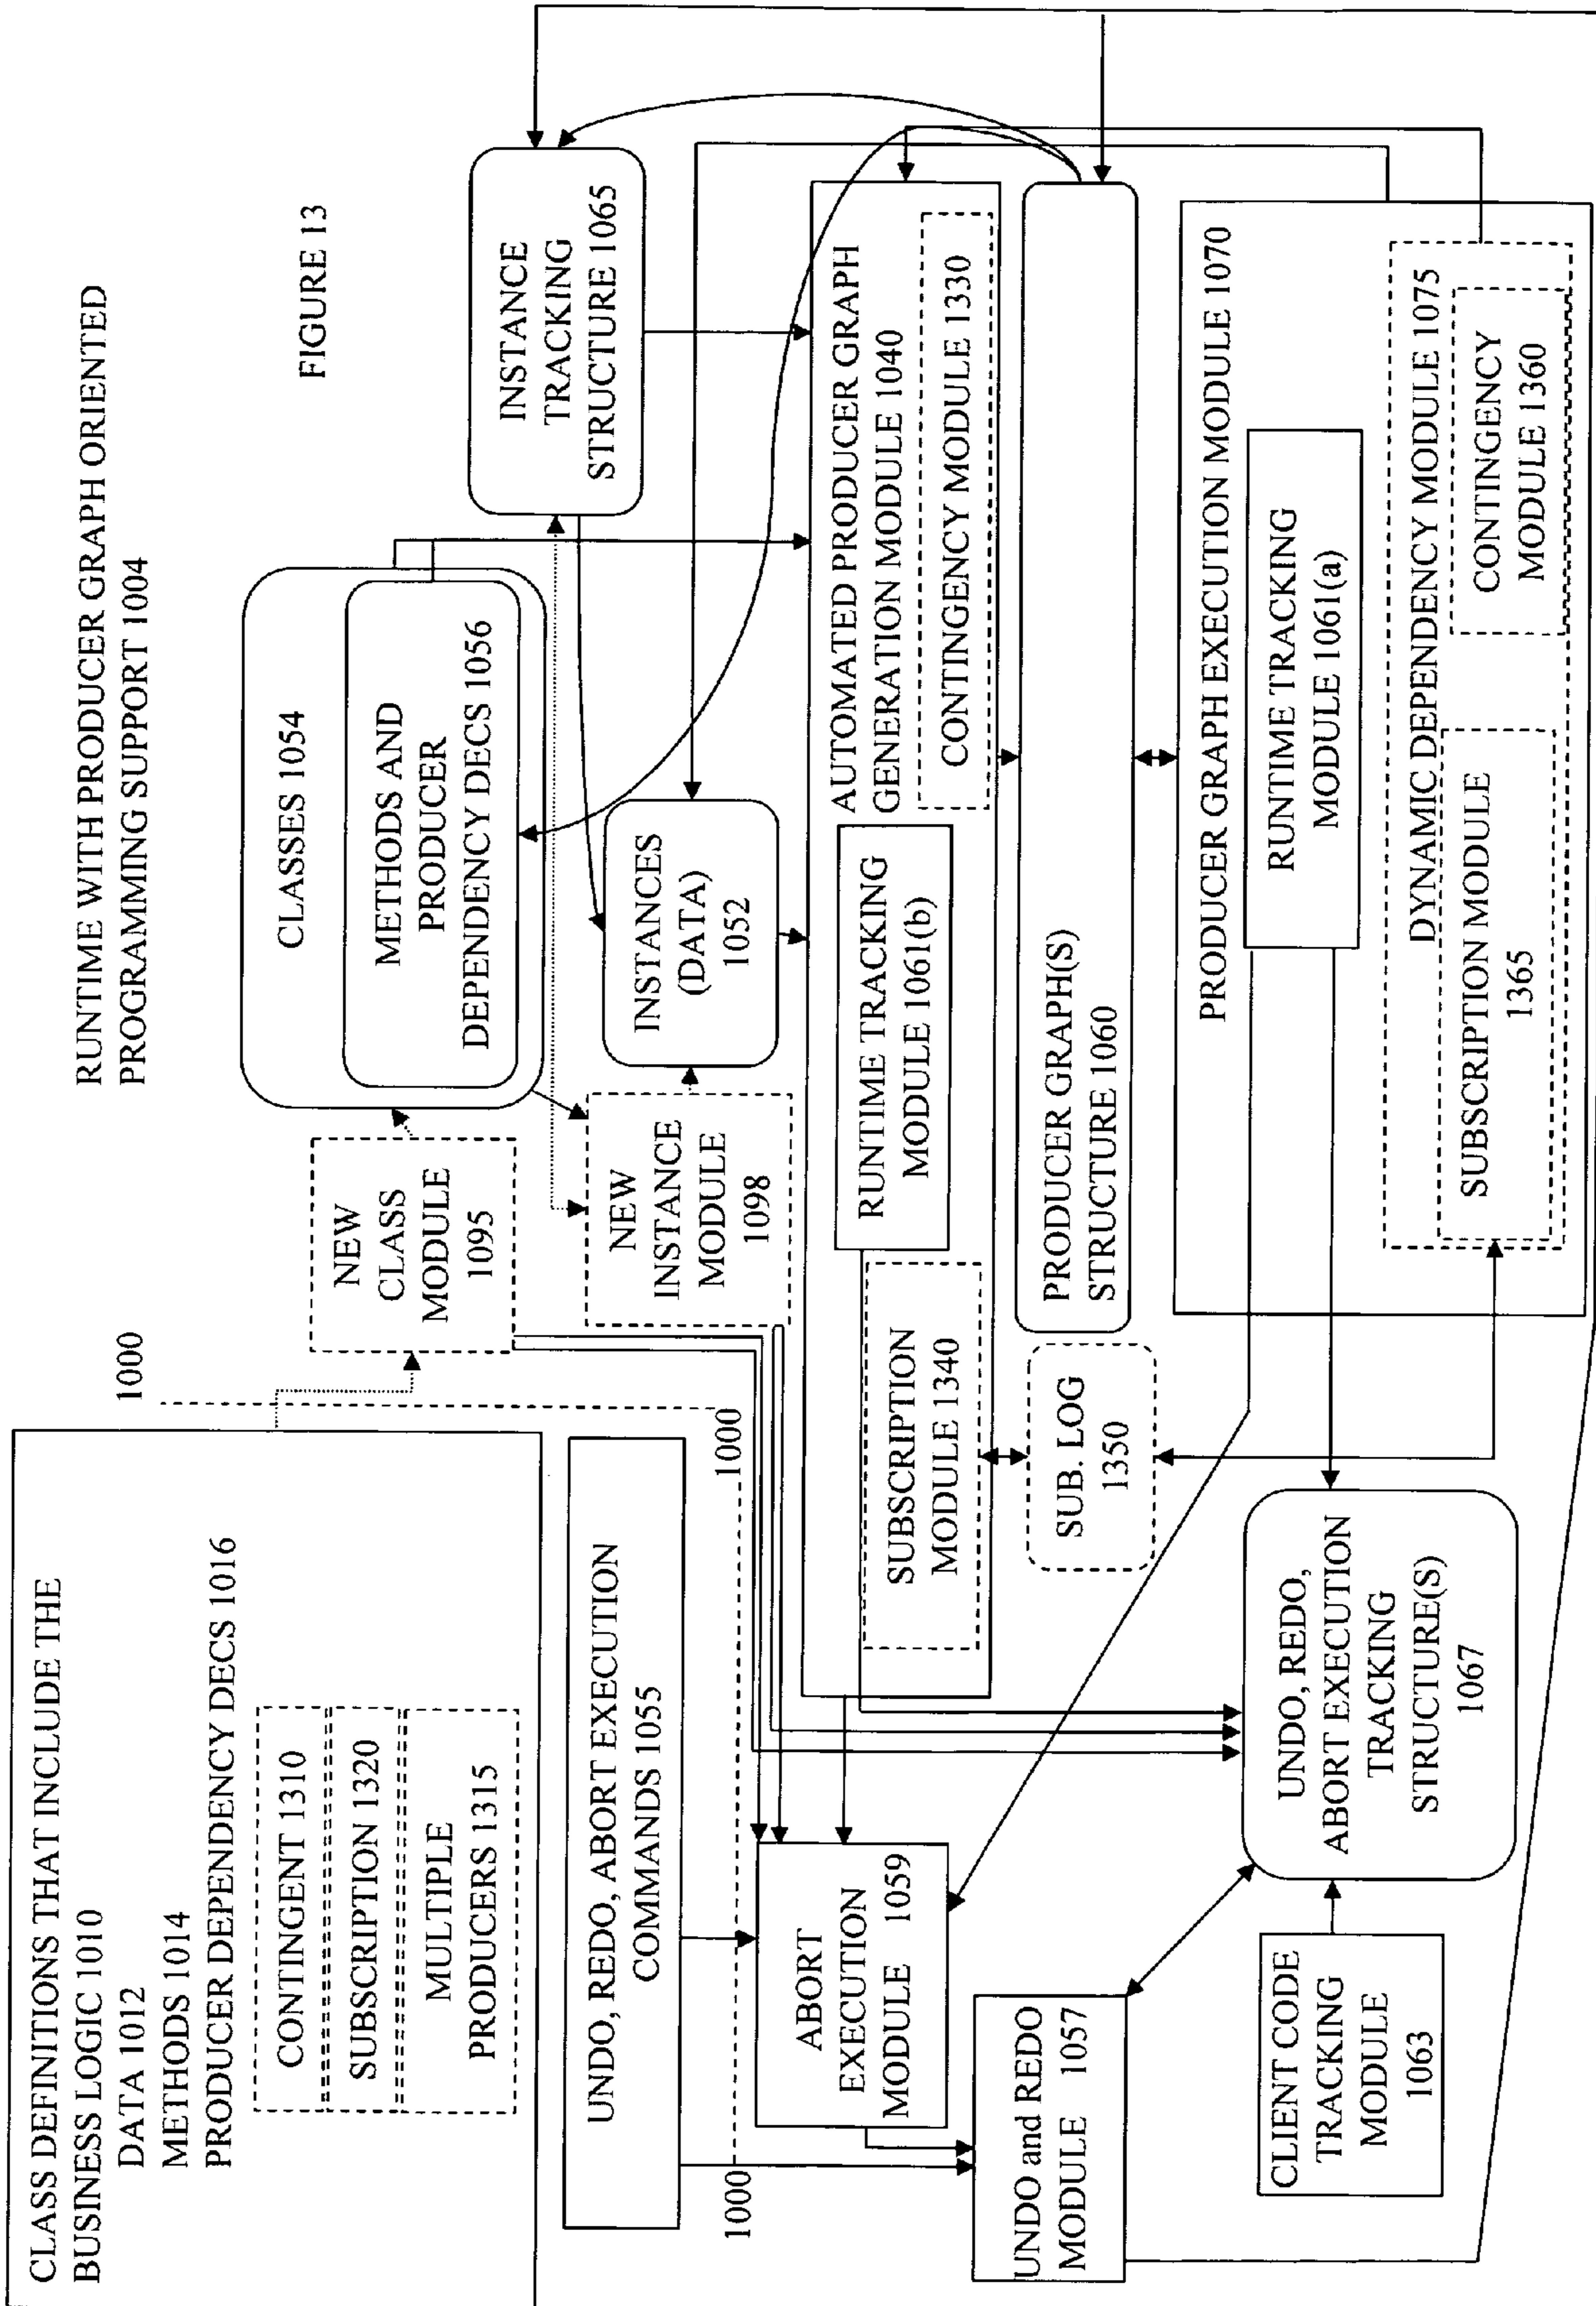 RUNTIME WITH PRODUCER GRAPH ORIENTED
PROGRAMMING SUPPORT 1004
FIGURE 13
CLASS DEFINITIONS THAT INCLUDE THE
BUSINESS LOGIC 1010
DATA 1012
METHODS 1014
PRODUCER DEPENDENCY DECS 1016
CONTINGENT 1310
SUBSCRIPTION 1320
MULTIPLE
PRODUCERS 1315
1000
NEW
CLASS
MODULE
1095
CLASSES 1054
METHODS AND
PRODUCER
DEPENDENCY DECS 1056
INSTANCE
TRACKING
STRUCTURE 1065
UNDO, REDO, ABORT EXECUTION
COMMANDS 1055
1000
1000
NEW
INSTANCE
MODULE
1098
INSTANCES
(DATA)
1052
ABORT
EXECUTION
MODULE 1059
SUBSCRIPTION
MODULE 1340
RUNTIME TRACKING
MODULE 1061(b)
AUTOMATED PRODUCER GRAPH
GENERATION MODULE 1040
CONTINGENCY MODULE 1330
UNDO and REDO
MODULE 1057
SUB. LOG
1350
PRODUCER GRAPH(S)
STRUCTURE 1060
CLIENT CODE
TRACKING
MODULE
1063
UNDO, REDO,
ABORT EXECUTION
TRACKING
STRUCTURE(S)
1067
PRODUCER GRAPH EXECUTION MODULE 1070
RUNTIME TRACKING
MODULE 1061(a)
DYNAMIC DEPENDENCY MODULE 1075
SUBSCRIPTION MODULE
1365
CONTINGENCY
MODULE 1360